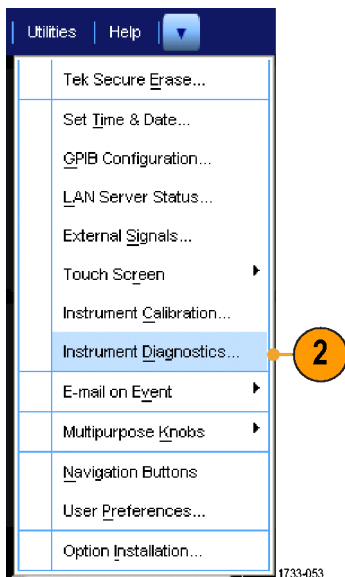 Utilities | Help
Tek Secure Erase...
Set Time & Date...
GPIB Configuration...
LAN Server Status...
External Signals...
Touch Screen
Instrument Calibration...
Instrument Diagnostics...
2
E-mail on Event
Multipurpose Knobs
Navigation Buttons
User Preferences...
Option Installation...
1733-053